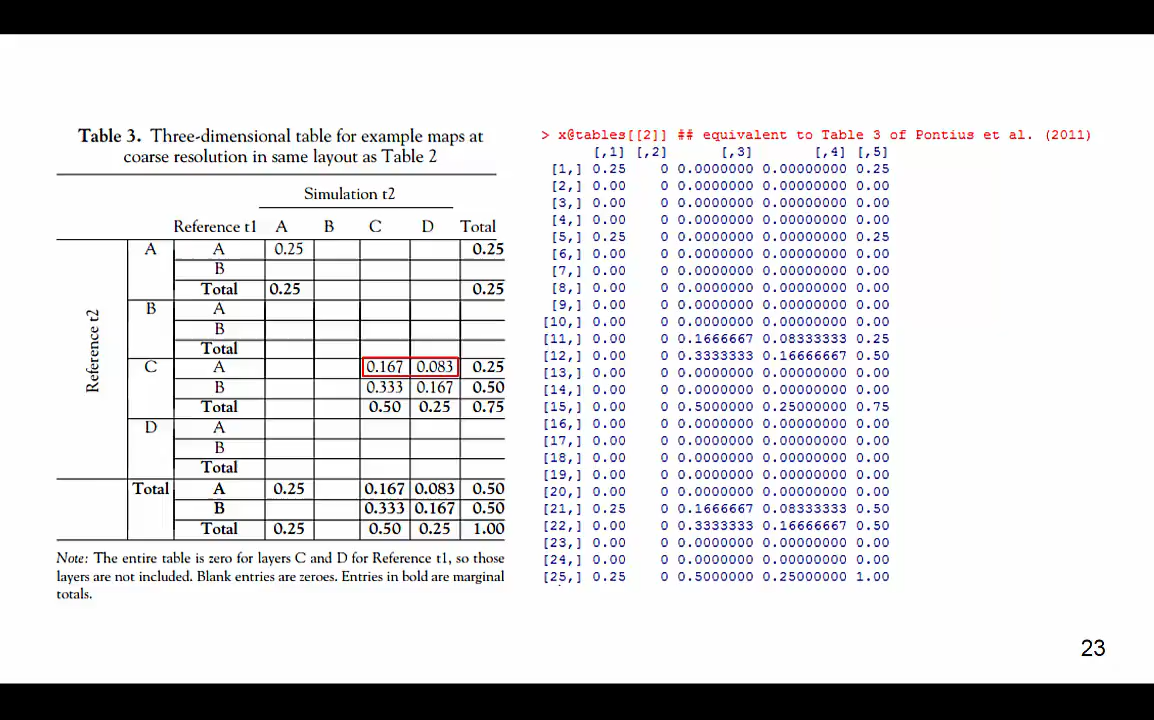 Table 3. Three-dimensional table for example maps at
coarse resolution in same layout as Table 2
Simulation t2
Reference t1 A B C D Total
Reference t2
A A 0.25 0.25
B
Total 0.25 0.25
B A
B
Total
C A 0.167 0.083 0.25
B 0.333 0.167 0.50
Total 0.50 0.25 0.75
D A
B
Total
Total A 0.25 0.167 0.083 0.50
B 0.333 0.167 0.50
Total 0.25 0.50 0.25 1.00
Note: The entire table is zero for layers C and D for Reference t1, so those
layers are not included. Blank entries are zeroes. Entries in bold are marginal
totals.
> x@tables[[2]] ## equivalent to Table 3 of Pontius et al. (2011)
[,1] [,2] [,3] [,4] [,5]
[1,] 0.25 0 0.0000000 0.00000000 0.25
[2,] 0.00 0 0.0000000 0.00000000 0.00
[3,] 0.00 0 0.0000000 0.00000000 0.00
[4,] 0.00 0 0.0000000 0.00000000 0.00
[5,] 0.25 0 0.0000000 0.00000000 0.25
[6,] 0.00 0 0.0000000 0.00000000 0.00
[7,] 0.00 0 0.0000000 0.00000000 0.00
[8,] 0.00 0 0.0000000 0.00000000 0.00
[9,] 0.00 0 0.0000000 0.00000000 0.00
[10,] 0.00 0 0.0000000 0.00000000 0.00
[11,] 0.00 0 0.1666667 0.08333333 0.25
[12,] 0.00 0 0.3333333 0.16666667 0.50
[13,] 0.00 0 0.0000000 0.00000000 0.00
[14,] 0.00 0 0.0000000 0.00000000 0.00
[15,] 0.00 0 0.5000000 0.25000000 0.75
[16,] 0.00 0 0.0000000 0.00000000 0.00
[17,] 0.00 0 0.0000000 0.00000000 0.00
[18,] 0.00 0 0.0000000 0.00000000 0.00
[19,] 0.00 0 0.0000000 0.00000000 0.00
[20,] 0.00 0 0.0000000 0.00000000 0.00
[21,] 0.25 0 0.1666667 0.08333333 0.50
[22,] 0.00 0 0.3333333 0.16666667 0.50
[23,] 0.00 0 0.0000000 0.00000000 0.00
[24,] 0.00 0 0.0000000 0.00000000 0.00
[25,] 0.25 0 0.5000000 0.25000000 1.00
23